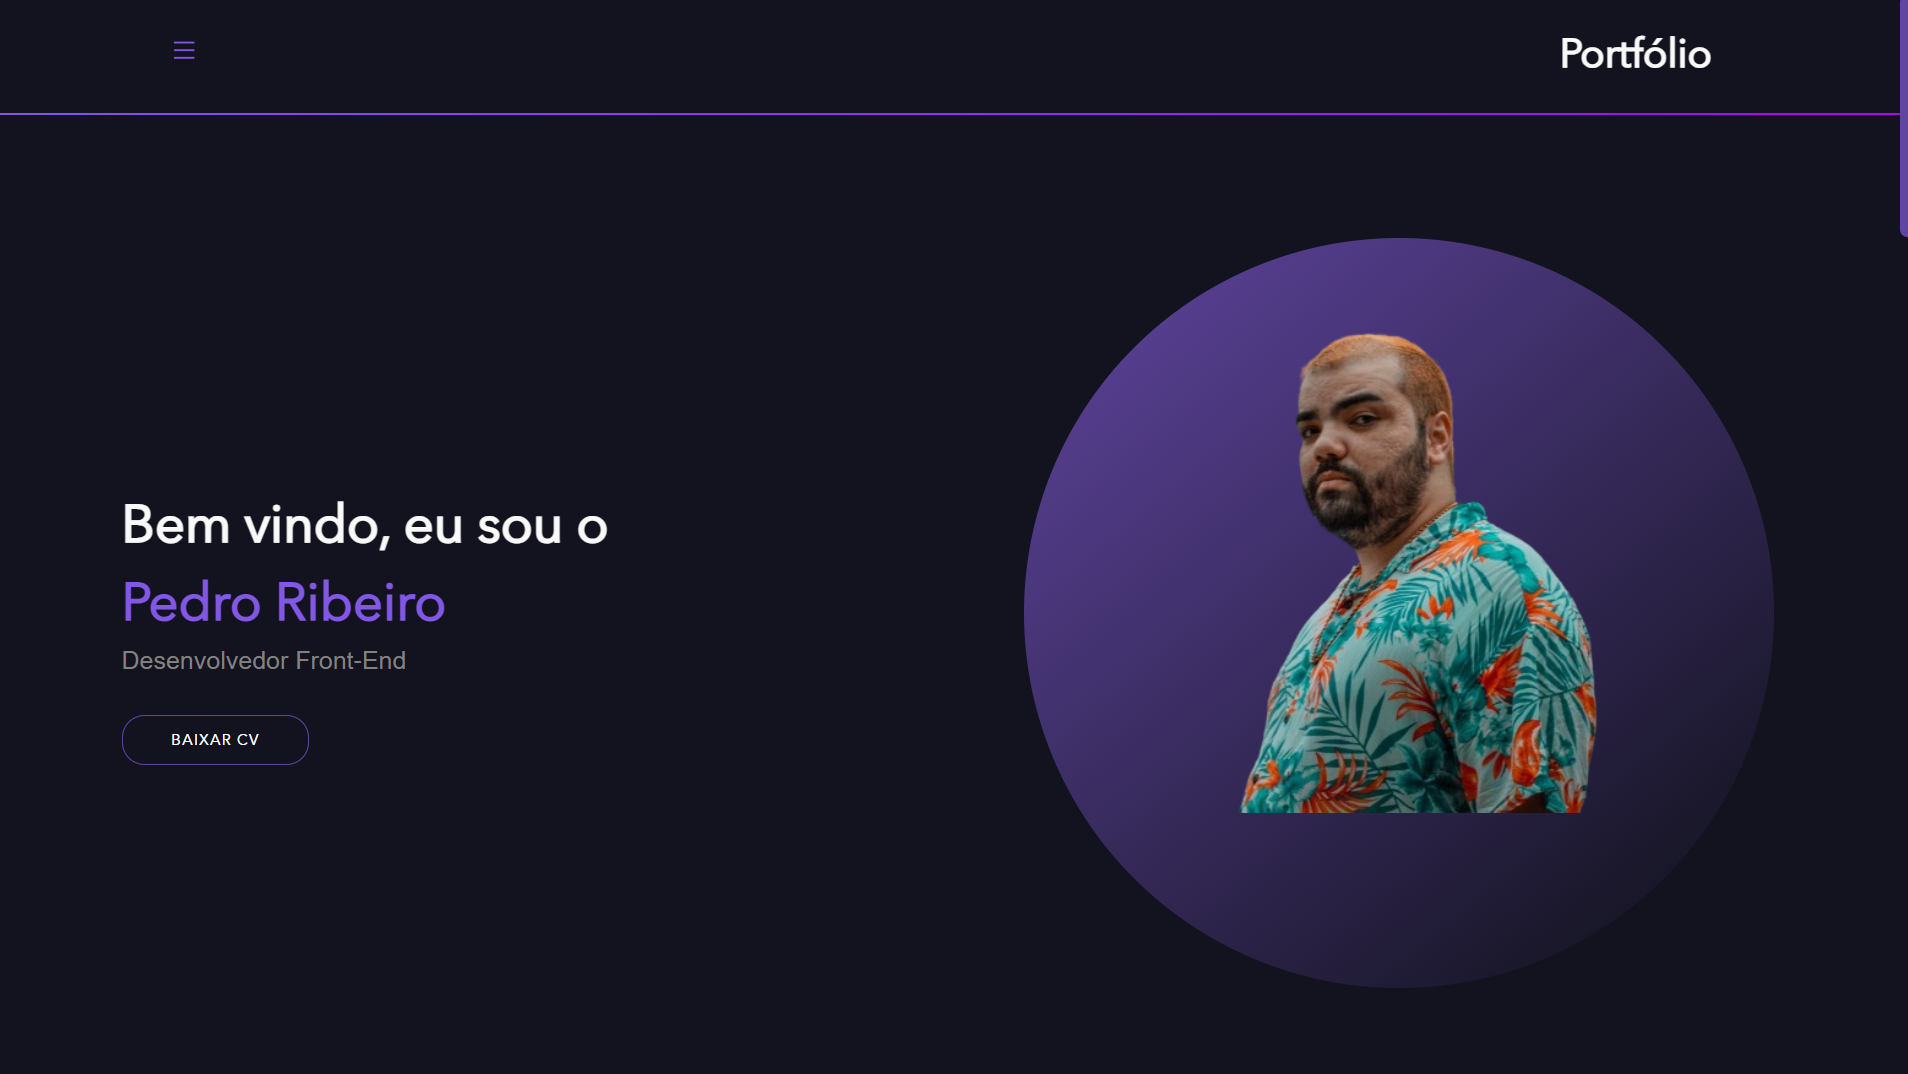 Portfólio
Bem vindo, eu sou o
Pedro Ribeiro
Desenvolvedor Front-End
BAIXAR CV